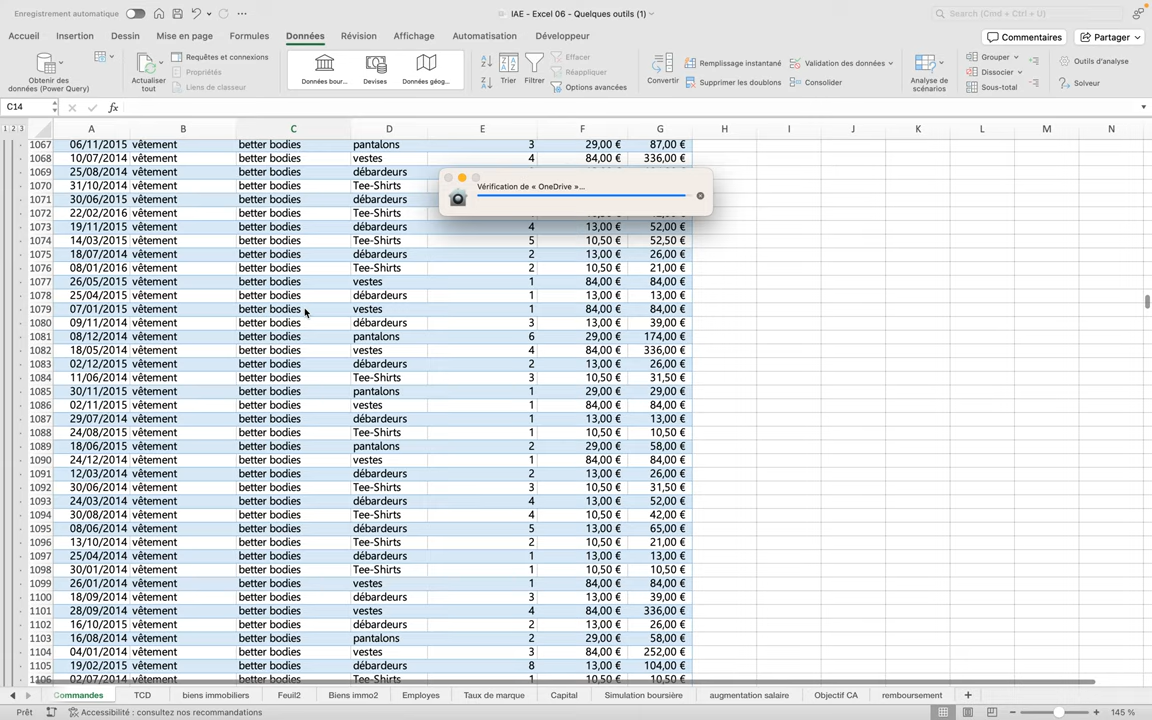 Enregistrement automatique
IAE - Excel 06 - Quelques outils (1)
Search (Cmd + Ctrl + U)
Accueil Insertion Dessin Mise en page Formules Données Révision Affichage Automatisation Développeur
Commentaires Partager
Obtenir des données (Power Query)
Actualiser tout
Requêtes et connexions
Propriétés
Liens de classeur
Données bour... Devises Données géog...
Trier Filtrer
Effacer
Réappliquer
Options avancées
Convertir
Remplissage instantané
Supprimer les doublons
Validation des données
Consolider
Analyse de scénarios
Grouper
Dissocier
Sous-total
Outils d'analyse
Solveur
C14 fx
1 2 3 A B C D E F G H I J K L M N
1067 06/11/2015 vêtement better bodies pantalons 3 29,00 € 87,00 €
1068 10/07/2014 vêtement better bodies vestes 4 84,00 € 336,00 €
1069 25/08/2014 vêtement better bodies débardeurs
1070 31/10/2014 vêtement better bodies Tee-Shirts
Vérification de « OneDrive »...
1071 30/06/2015 vêtement better bodies débardeurs
1072 22/02/2016 vêtement better bodies Tee-Shirts
1073 19/11/2015 vêtement better bodies débardeurs 4 13,00 € 52,00 €
1074 14/03/2015 vêtement better bodies Tee-Shirts 5 10,50 € 52,50 €
1075 18/07/2014 vêtement better bodies débardeurs 2 13,00 € 26,00 €
1076 08/01/2016 vêtement better bodies Tee-Shirts 2 10,50 € 21,00 €
1077 26/05/2015 vêtement better bodies vestes 1 84,00 € 84,00 €
1078 25/04/2015 vêtement better bodies débardeurs 1 13,00 € 13,00 €
1079 07/01/2015 vêtement better bodies vestes 1 84,00 € 84,00 €
1080 09/11/2014 vêtement better bodies débardeurs 3 13,00 € 39,00 €
1081 08/12/2014 vêtement better bodies pantalons 6 29,00 € 174,00 €
1082 18/05/2014 vêtement better bodies vestes 4 84,00 € 336,00 €
1083 02/12/2015 vêtement better bodies débardeurs 2 13,00 € 26,00 €
1084 11/06/2014 vêtement better bodies Tee-Shirts 3 10,50 € 31,50 €
1085 30/11/2015 vêtement better bodies pantalons 1 29,00 € 29,00 €
1086 02/11/2015 vêtement better bodies vestes 1 84,00 € 84,00 €
1087 29/07/2014 vêtement better bodies débardeurs 1 13,00 € 13,00 €
1088 24/08/2015 vêtement better bodies Tee-Shirts 1 10,50 € 10,50 €
1089 18/06/2015 vêtement better bodies pantalons 2 29,00 € 58,00 €
1090 24/12/2014 vêtement better bodies vestes 1 84,00 € 84,00 €
1091 12/03/2014 vêtement better bodies débardeurs 2 13,00 € 26,00 €
1092 30/06/2014 vêtement better bodies Tee-Shirts 3 10,50 € 31,50 €
1093 24/03/2014 vêtement better bodies débardeurs 4 13,00 € 52,00 €
1094 30/08/2014 vêtement better bodies Tee-Shirts 4 10,50 € 42,00 €
1095 08/06/2014 vêtement better bodies débardeurs 5 13,00 € 65,00 €
1096 13/10/2014 vêtement better bodies Tee-Shirts 2 10,50 € 21,00 €
1097 25/04/2014 vêtement better bodies débardeurs 1 13,00 € 13,00 €
1098 30/01/2014 vêtement better bodies Tee-Shirts 1 10,50 € 10,50 €
1099 26/01/2014 vêtement better bodies vestes 1 84,00 € 84,00 €
1100 18/09/2014 vêtement better bodies débardeurs 3 13,00 € 39,00 €
1101 28/09/2014 vêtement better bodies vestes 4 84,00 € 336,00 €
1102 16/10/2015 vêtement better bodies débardeurs 2 13,00 € 26,00 €
1103 16/08/2014 vêtement better bodies pantalons 2 29,00 € 58,00 €
1104 04/01/2014 vêtement better bodies vestes 3 84,00 € 252,00 €
1105 19/02/2015 vêtement better bodies débardeurs 8 13,00 € 104,00 €
1106 02/07/2014 vêtement better bodies Tee-Shirts 1 10,50 € 10,50 €
Commandes TCD biens immobiliers Feuil2 Biens immo2 Employes Taux de marque Capital Simulation boursière augmentation salaire Objectif CA remboursement
Prêt Accessibilité : consultez nos recommandations 145 %